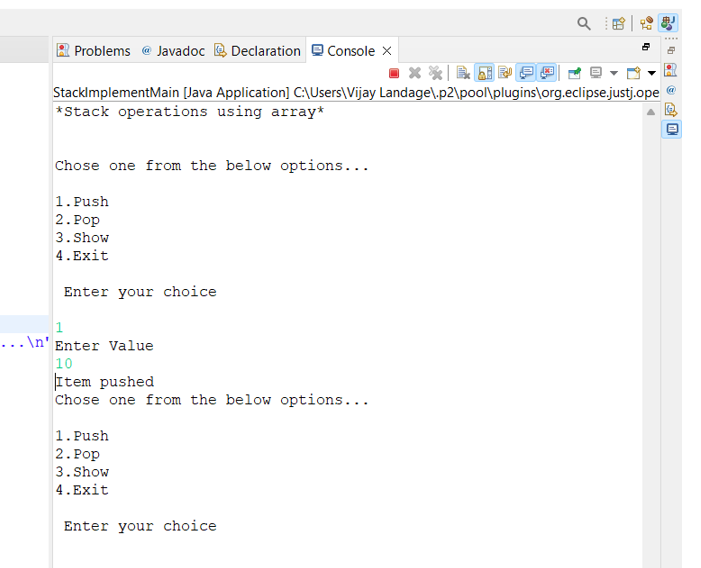 Problems @ Javadoc Declaration Console
StackImplementMain [Java Application] C:\Users\Vijay Landage\.p2\pool\plugins\org.eclipse.justj.ope
*Stack operations using array*
Chose one from the below options...
1.Push
2.Pop
3.Show
4.Exit
Enter your choice
1
...\n"
Enter Value
10
Item pushed
Chose one from the below options...
1.Push
2.Pop
3.Show
4.Exit
Enter your choice